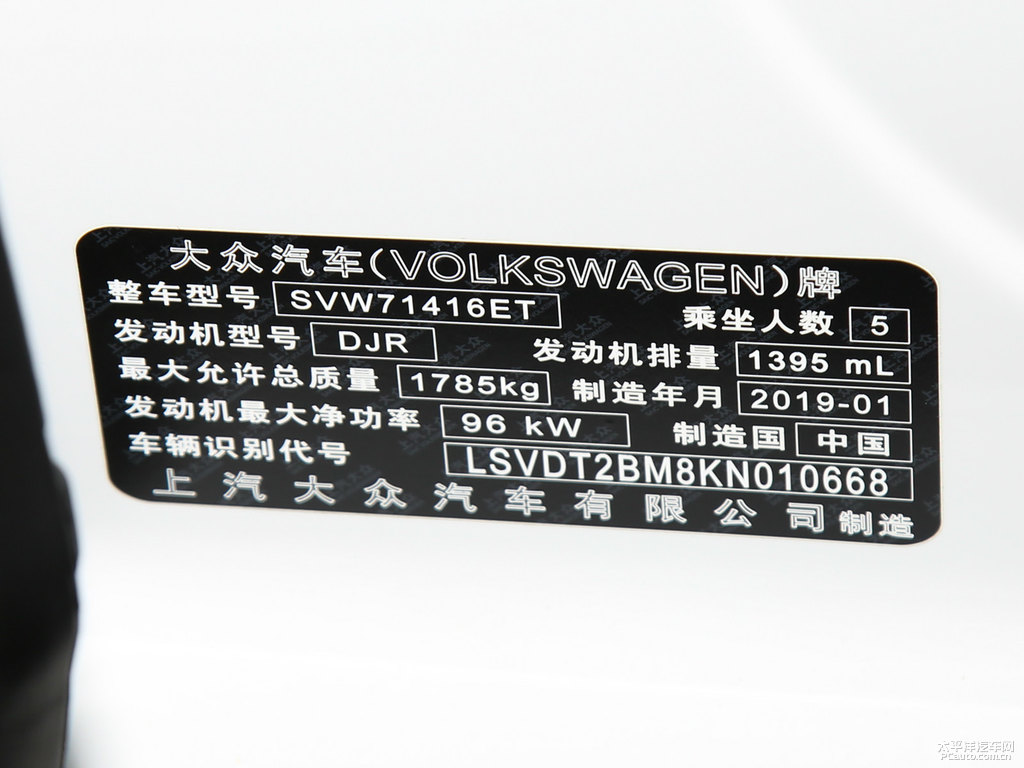 大众汽车(VOLKSWAGEN)牌
整车型号 SVW71416ET 乘坐人数 5
发动机型号 DJR 发动机排量 1395 mL
最大允许总质量 1785kg 制造年月 2019-01
发动机最大净功率 96 kW 制造国 中国
车辆识别代号 LSVDT2BM8KN010668
上汽大众汽车有限公司制造
太平洋汽车网
PCauto.com.cn